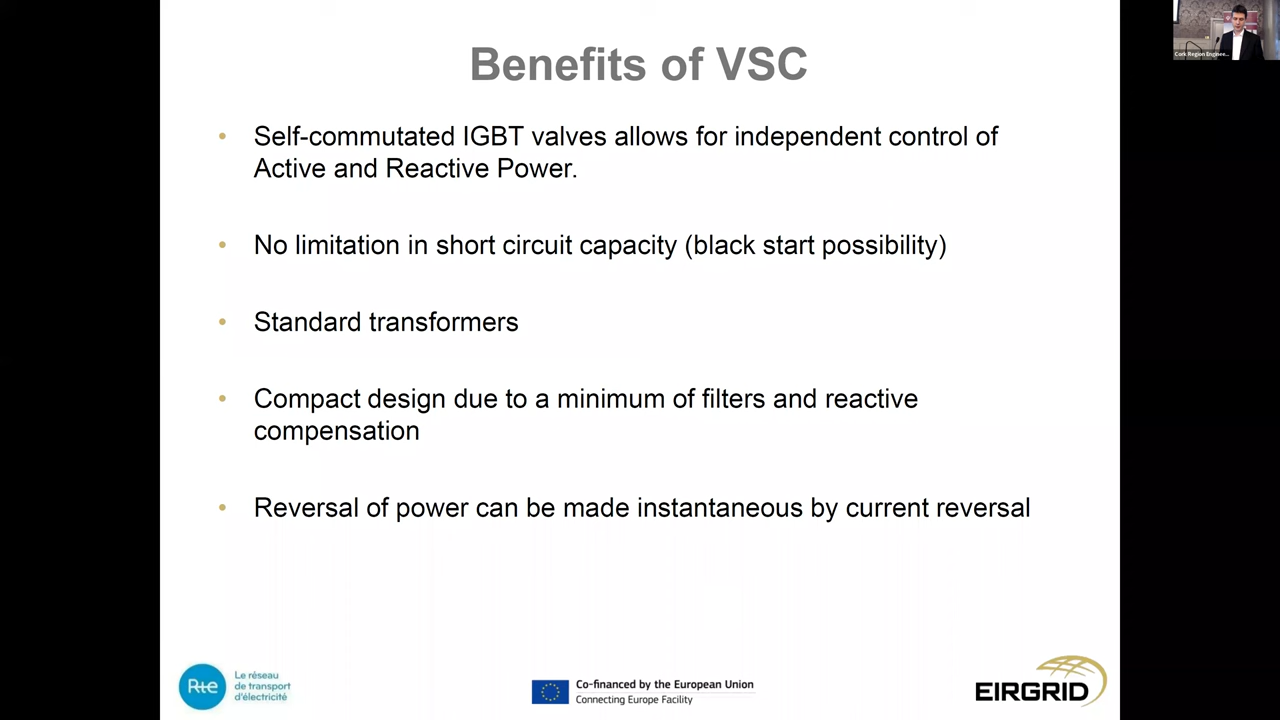 Cork Region Enginee...
Benefits of VSC
• Self-commutated IGBT valves allows for independent control of
Active and Reactive Power.
• No limitation in short circuit capacity (black start possibility)
• Standard transformers
• Compact design due to a minimum of filters and reactive
compensation
• Reversal of power can be made instantaneous by current reversal
Rte
Le réseau
de transport
d'électricité
Co-financed by the European Union
Connecting Europe Facility
EIRGRID